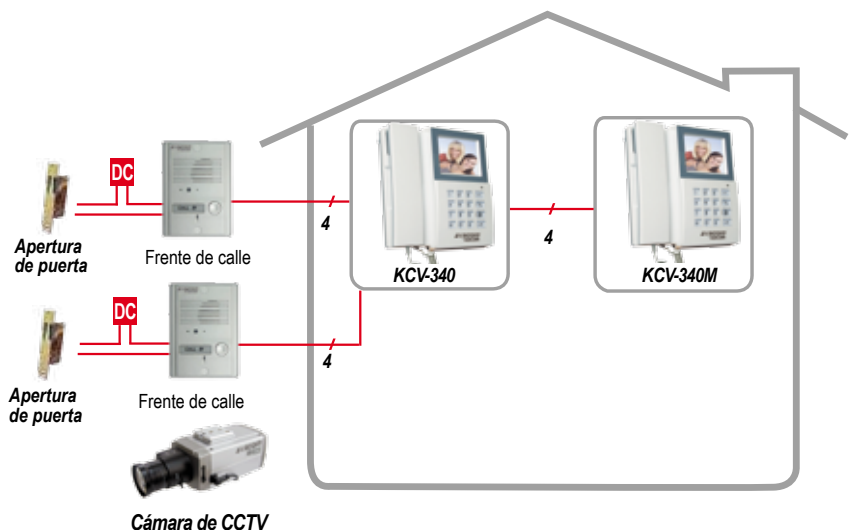 DC
4
Apertura
de puerta
Frente de calle
KCV-340
4
KCV-340M
DC
4
Apertura
de puerta
Frente de calle
Cámara de CCTV